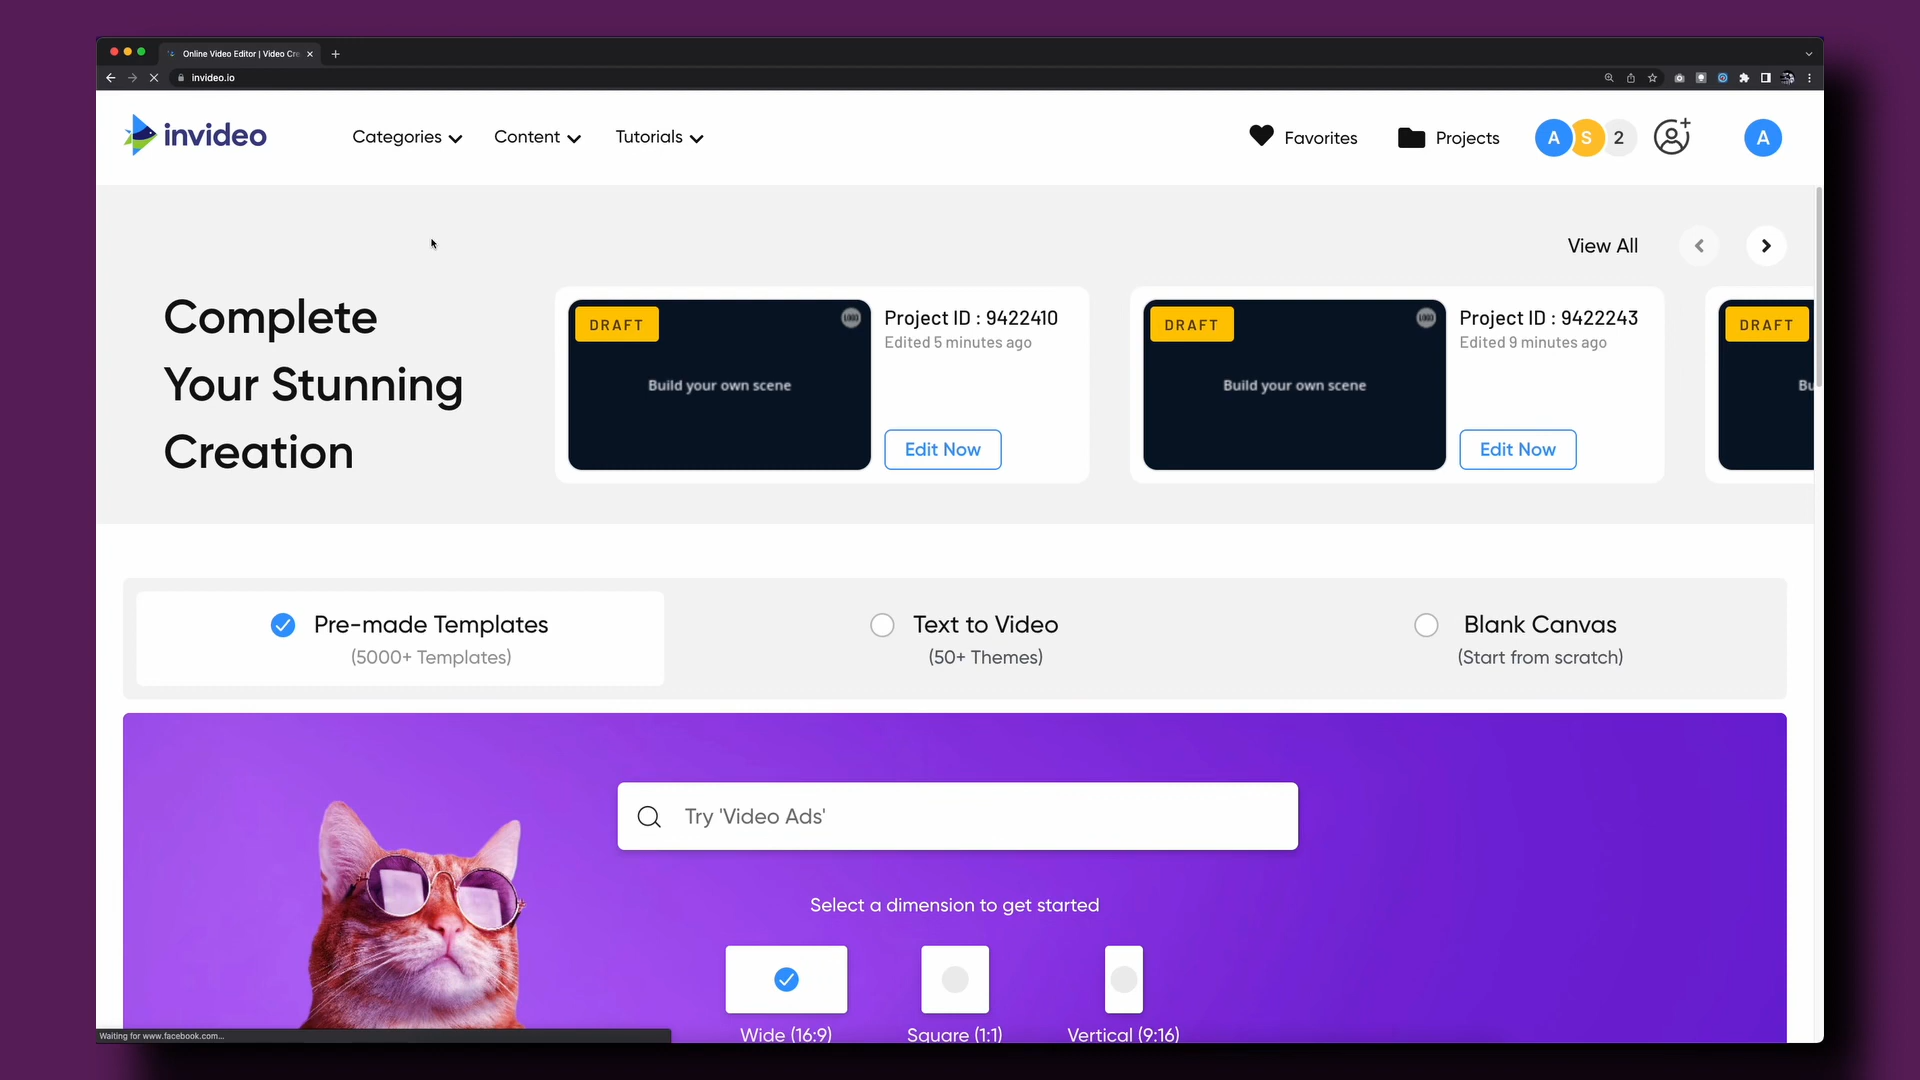 Online Video Editor | Video Cre
invideo.io
invideo
Categories
Content
Tutorials
Favorites
Projects
A
S
2
A
View All
Complete
Your Stunning
Creation
DRAFT
Build your own scene
Project ID : 9422410
Edited 5 minutes ago
Edit Now
DRAFT
Build your own scene
Project ID : 9422243
Edited 9 minutes ago
Edit Now
DRAFT
Bu
Pre-made Templates
(5000+ Templates)
Text to Video
(50+ Themes)
Blank Canvas
(Start from scratch)
Try 'Video Ads'
Select a dimension to get started
Wide (16:9)
Square (1:1)
Vertical (9:16)
Waiting for www.facebook.com...